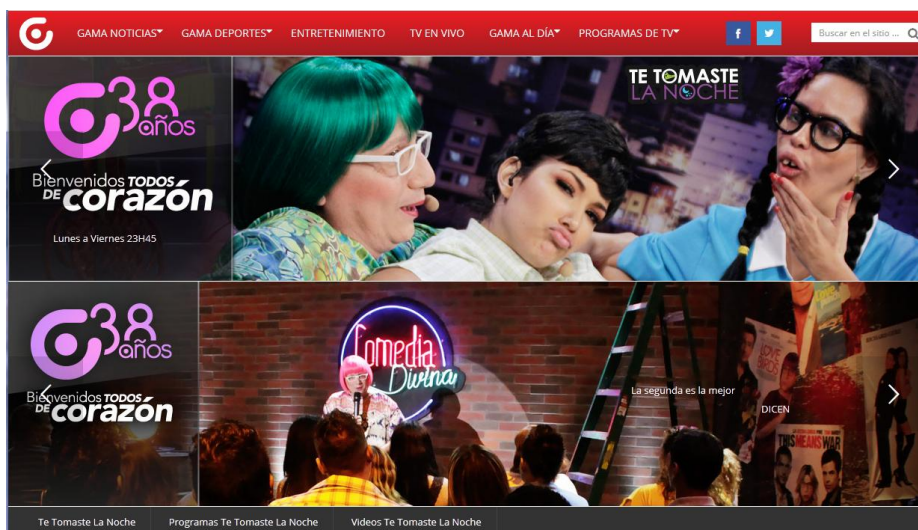 GAMA NOTICIAS
GAMA DEPORTES
ENTRETENIMIENTO
TV EN VIVO
GAMA AL DÍA
PROGRAMAS DE TV
f
Buscar en el sitio ...
38
años
Bienvenidos TODOS
DE corazón
Lunes a Viernes 23H45
TE TOMASTE
LA NOCHE
38
años
Bienvenidos TODOS
DE corazón
Comedia
Divina
La segunda es la mejor
DICEN
THIS MEANS WAR
Te Tomaste La Noche
Programas Te Tomaste La Noche
Videos Te Tomaste La Noche